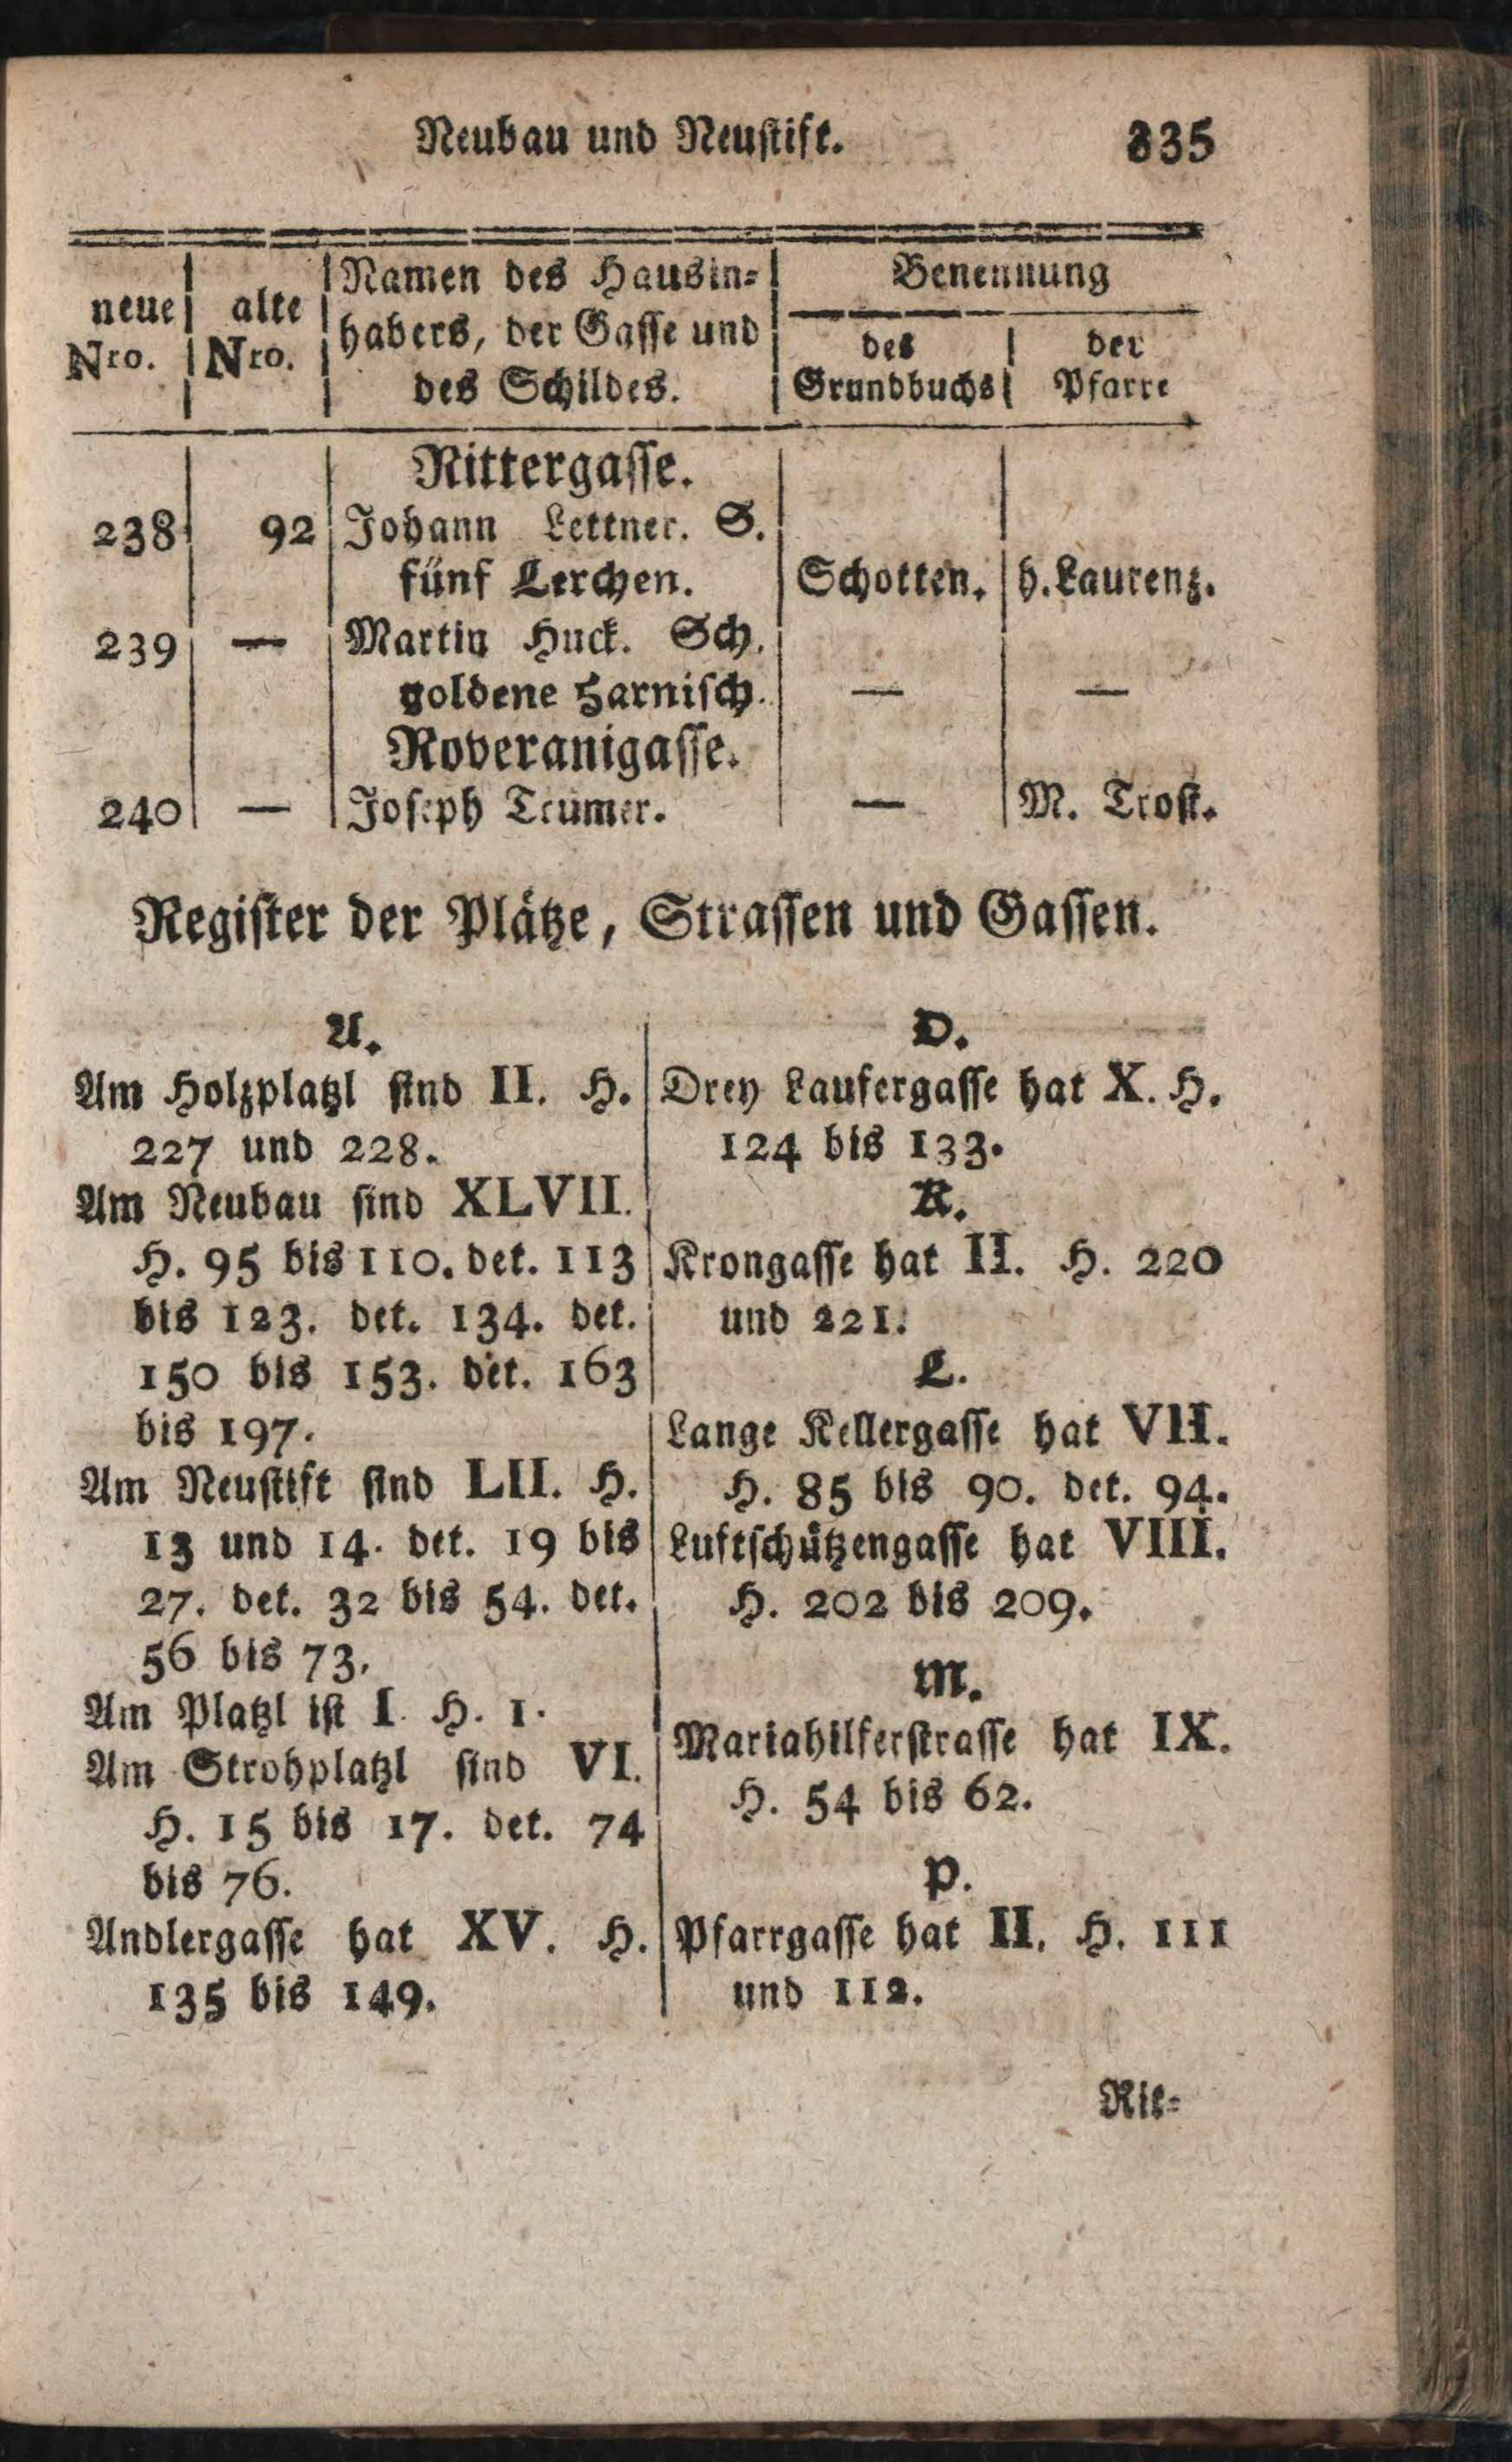 Neubau und Neustift. 335
neue Nro. | alte Nro. | Namen des Hausin=
habers, der Gasse und
des Schildes. | Benennung
des Grundbuchs | der Pfarre
Rittergasse.
238 92 Johann Lettner. S.
fünf Lerchen. Schotten. h. Laurenz.
239 — Martin Huck. Sch.
goldene Harnisch. — —
Roveranigasse.
240 — Joseph Trumer. — M. Trost.
Register der Plätze, Strassen und Gassen.
A.
Am Holzplatzl sind II. H.
227 und 228.
Am Neubau sind XLVII.
H. 95 bis 110. det. 113
bis 123. det. 134. det.
150 bis 153. det. 163
bis 197.
Am Neustift sind LII. H.
13 und 14. det. 19 bis
27. det. 32 bis 54. det.
56 bis 73.
Am Platzl ist I. H. 1.
Am Strohplatzl sind VI.
H. 15 bis 17. det. 74
bis 76.
Andlergasse hat XV. H.
135 bis 149.
D.
Drey Laufergasse hat X. H.
124 bis 133.
K.
Krongasse hat II. H. 220
und 221.
L.
Lange Kellergasse hat VII.
H. 85 bis 90. det. 94.
Luftschützengasse hat VIII.
H. 202 bis 209.
M.
Mariahilferstrasse hat IX.
H. 54 bis 62.
P.
Pfarrgasse hat II. H. 111
und 112.
Rit=